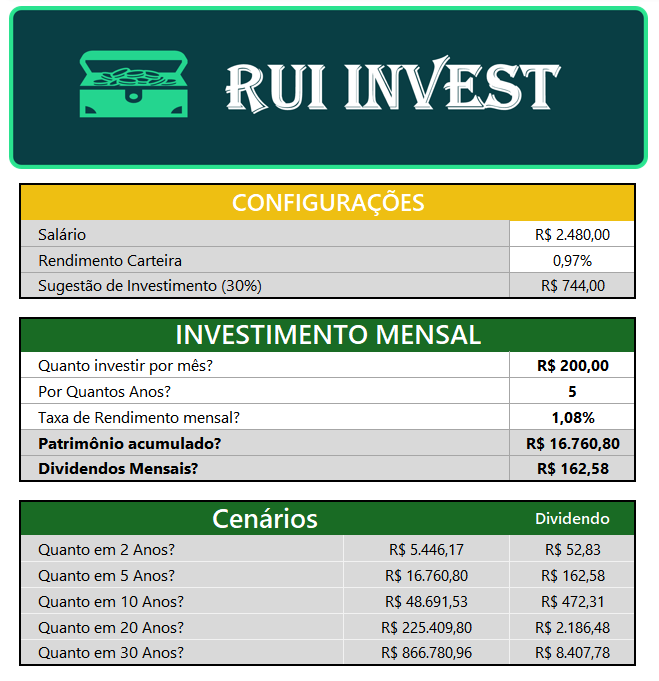 RUI INVEST
CONFIGURAÇÕES
Salário R$ 2.480,00
Rendimento Carteira 0,97%
Sugestão de Investimento (30%) R$ 744,00
INVESTIMENTO MENSAL
Quanto investir por mês? R$ 200,00
Por Quantos Anos? 5
Taxa de Rendimento mensal? 1,08%
Patrimônio acumulado? R$ 16.760,80
Dividendos Mensais? R$ 162,58
Cenários Dividendo
Quanto em 2 Anos? R$ 5.446,17 R$ 52,83
Quanto em 5 Anos? R$ 16.760,80 R$ 162,58
Quanto em 10 Anos? R$ 48.691,53 R$ 472,31
Quanto em 20 Anos? R$ 225.409,80 R$ 2.186,48
Quanto em 30 Anos? R$ 866.780,96 R$ 8.407,78